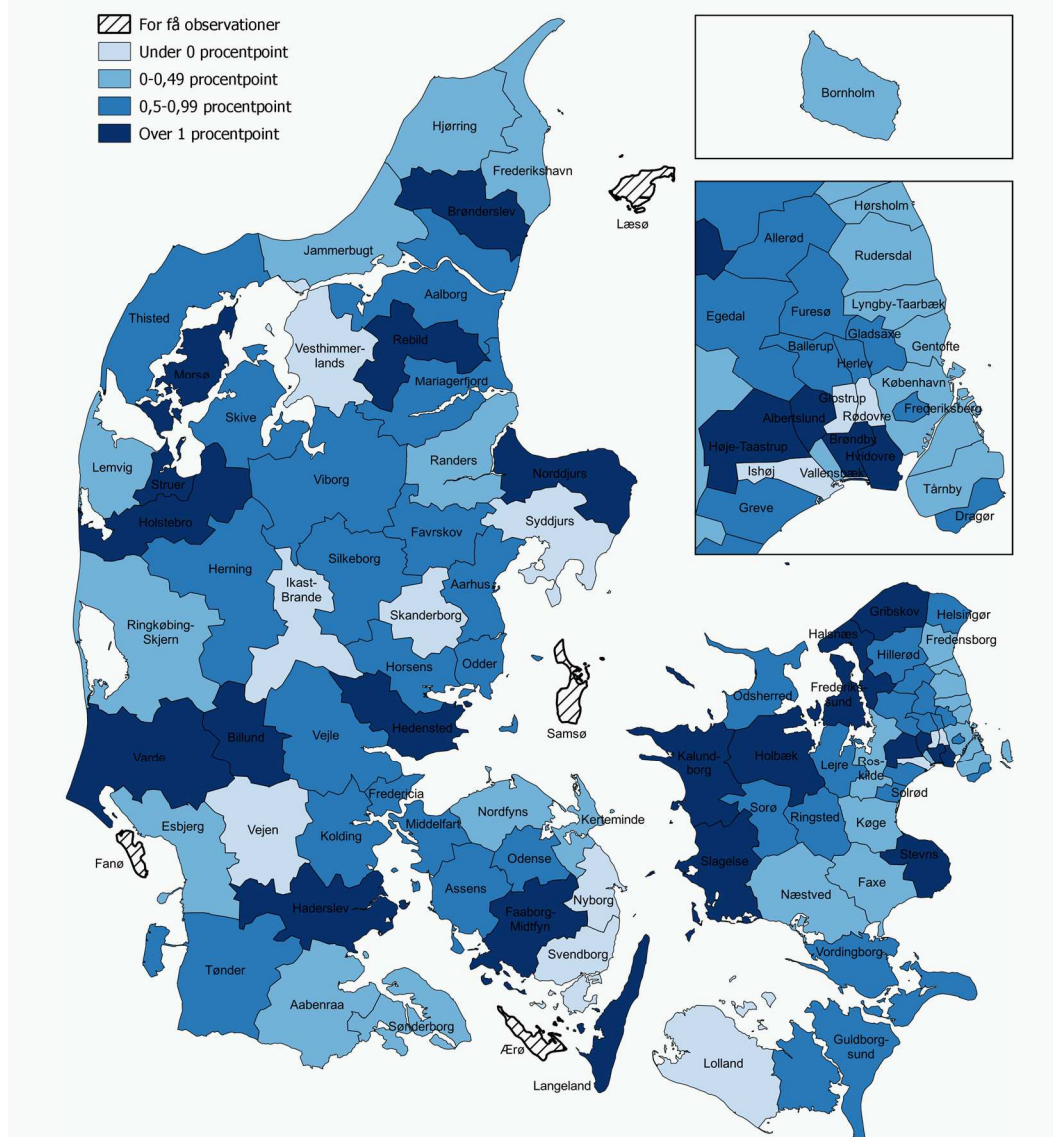 For få observationer
Under 0 procentpoint
0-0,49 procentpoint
0,5-0,99 procentpoint
Over 1 procentpoint
Bornholm
Hjørring
Frederikshavn
Brønderslev
Læsø
Jammerbugt
Aalborg
Thisted
Vesthimmer-
lands
Rebild
Morsø
Mariagerfjord
Skive
Lemvig
Randers
Struer
Viborg
Norddjurs
Holstebro
Syddjurs
Favrskov
Silkeborg
Herning
Ikast-
Brande
Aarhus
Skanderborg
Ringkøbing-
Skjern
Horsens
Odder
Samsø
Hedensted
Billund
Vejle
Varde
Fredericia
Esbjerg
Vejen
Kolding
Middelfart
Nordfyns
Kerteminde
Fanø
Odense
Assens
Nyborg
Haderslev
Faaborg-
Midtfyn
Svendborg
Tønder
Aabenraa
Sønderborg
Ærø
Langeland
Hørsholm
Allerød
Rudersdal
Lyngby-Taarbæk
Egedal
Furesø
Gladsaxe
Ballerup
Gentofte
Herlev
København
Glostrup
Frederiksberg
Albertslund
Rødovre
Høje-Taastrup
Brøndby
Hvidovre
Ishøj
Vallensbæk
Tårnby
Greve
Dragør
Gribskov
Helsingør
Halsnæs
Fredensborg
Hillerød
Odsherred
Frederiks-
sund
Kalund-
borg
Holbæk
Lejre
Ros-
kilde
Solrød
Sorø
Ringsted
Køge
Slagelse
Stevns
Næstved
Faxe
Vordingborg
Guldborg-
sund
Lolland